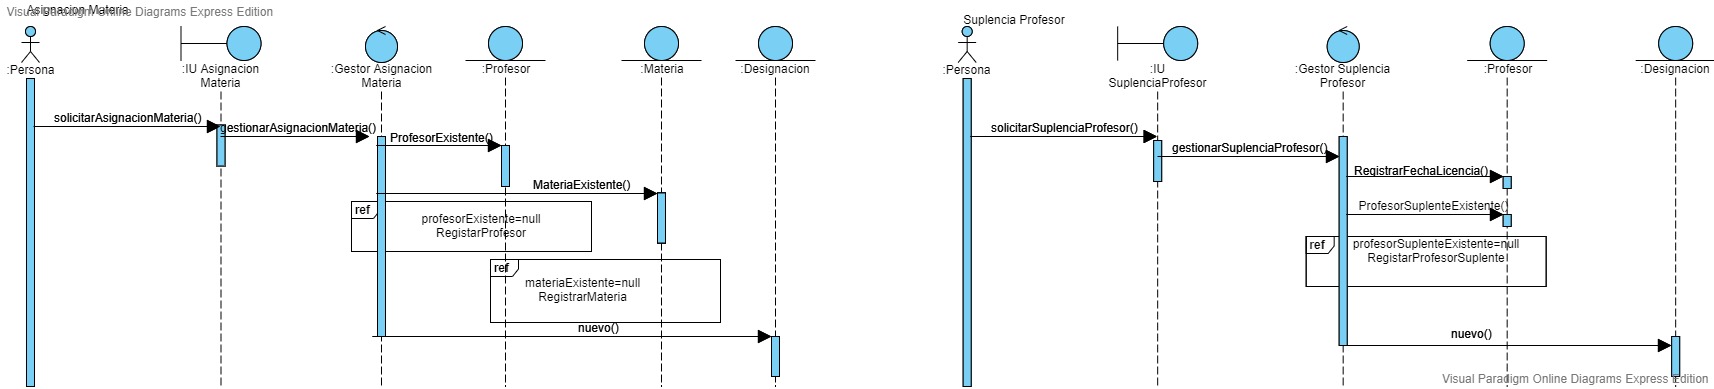 Asignacion Materia
Visual Paradigm Online Diagrams Express Edition
:Persona
:IU Asignacion
Materia
:Gestor Asignacion
Materia
:Profesor
:Materia
:Designacion
solicitarAsignacionMateria()
gestionarAsignacionMateria()
ProfesorExistente()
MateriaExistente()
ref
profesorExistente=null
RegistarProfesor
ref
materiaExistente=null
RegistrarMateria
nuevo()
Suplencia Profesor
:Persona
:IU
SuplenciaProfesor
:Gestor Suplencia
Profesor
:Profesor
:Designacion
solicitarSuplenciaProfesor()
gestionarSuplenciaProfesor()
RegistrarFechaLicencia()
ProfesorSuplenteExistente()
ref
profesorSuplenteExistente=null
RegistarProfesorSuplente
nuevo()
Visual Paradigm Online Diagrams Express Edition